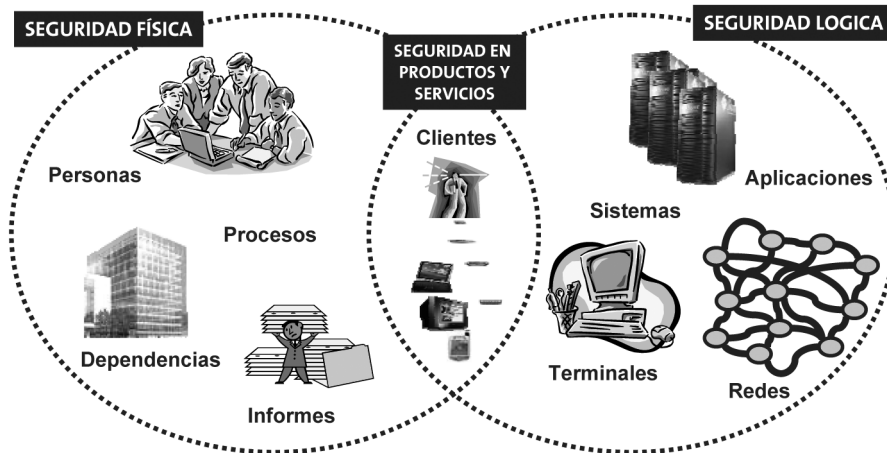 SEGURIDAD FÍSICA
SEGURIDAD EN
PRODUCTOS Y
SERVICIOS
SEGURIDAD LOGICA
Personas
Procesos
Dependencias
Informes
Clientes
Aplicaciones
Sistemas
Terminales
Redes